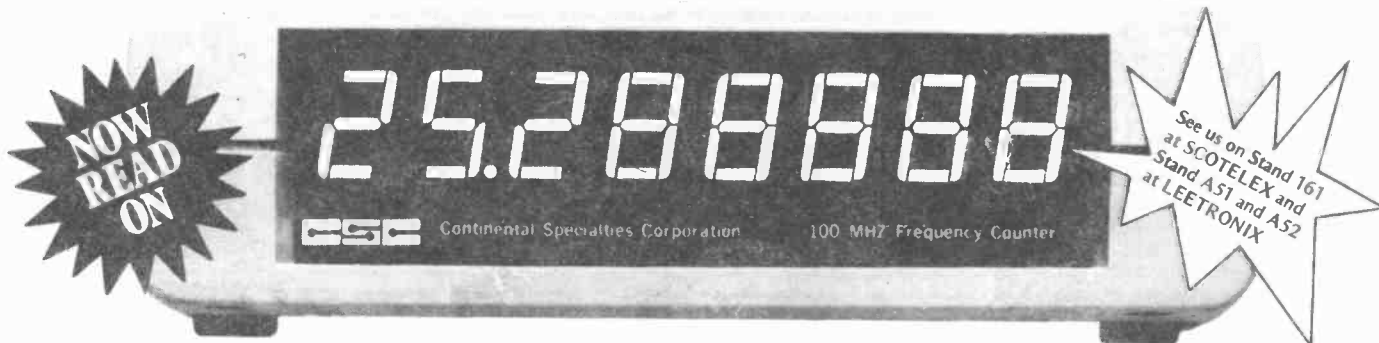 25.288888
NOW
READ
ON
See us on Stand 161
at SCOTELEX and
Stand A51 and A52
at LEETRONIX
CSC Continental Specialties Corporation 100 MHZ Frequency Counter